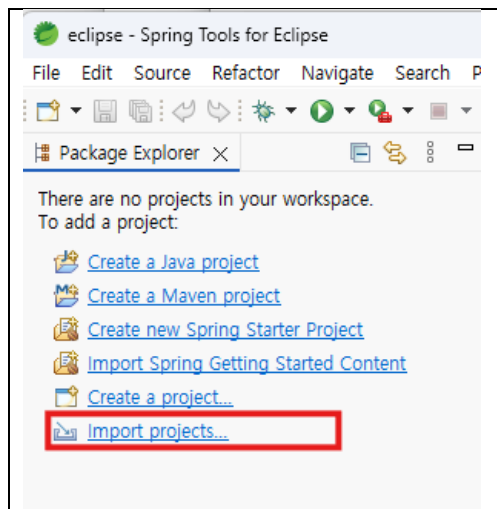 eclipse - Spring Tools for Eclipse
File Edit Source Refactor Navigate Search P
Package Explorer
There are no projects in your workspace.
To add a project:
Create a Java project
Create a Maven project
Create new Spring Starter Project
Import Spring Getting Started Content
Create a project...
Import projects...